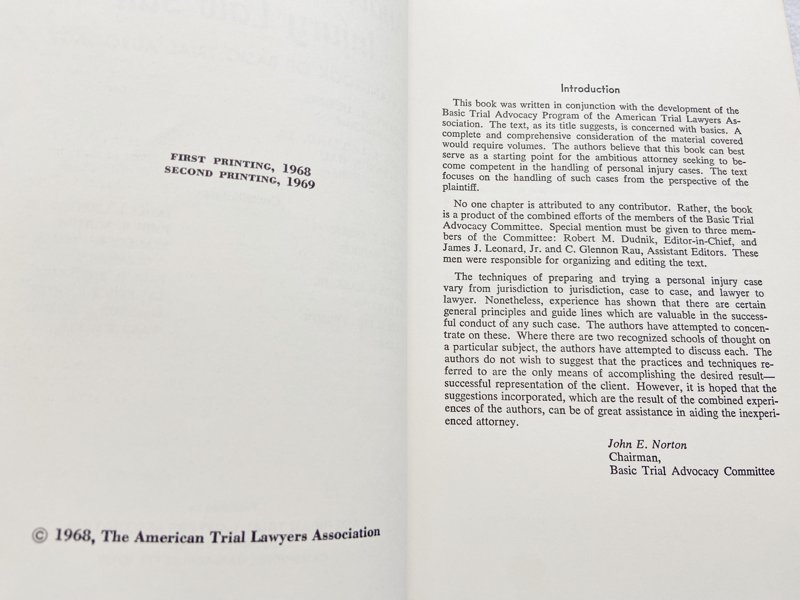 FIRST PRINTING, 1968
SECOND PRINTING, 1969
© 1968, The American Trial Lawyers Association
Introduction
This book was written in conjunction with the development of the
Basic Trial Advocacy Program of the American Trial Lawyers As-
sociation. The text, as its title suggests, is concerned with basics. A
complete and comprehensive consideration of the material covered
would require volumes. The authors believe that this book can best
serve as a starting point for the ambitious attorney seeking to be-
come competent in the handling of personal injury cases. The text
focuses on the handling of such cases from the perspective of the
plaintiff.
No one chapter is attributed to any contributor. Rather, the book
is a product of the combined efforts of the members of the Basic Trial
Advocacy Committee. Special mention must be given to three mem-
bers of the Committee: Robert M. Dudnik, Editor-in-Chief, and
James J. Leonard, Jr. and C. Glennon Rau, Assistant Editors. These
men were responsible for organizing and editing the text.
The techniques of preparing and trying a personal injury case
vary from jurisdiction to jurisdiction, case to case, and lawyer to
lawyer. Nonetheless, experience has shown that there are certain
general principles and guide lines which are valuable in the success-
ful conduct of any such case. The authors have attempted to concen-
trate on these. Where there are two recognized schools of thought on
a particular subject, the authors have attempted to discuss each. The
authors do not wish to suggest that the practices and techniques re-
ferred to are the only means of accomplishing the desired result—
successful representation of the client. However, it is hoped that the
suggestions incorporated, which are the result of the combined experi-
ences of the authors, can be of great assistance in aiding the inexperi-
enced attorney.
John E. Norton
Chairman,
Basic Trial Advocacy Committee